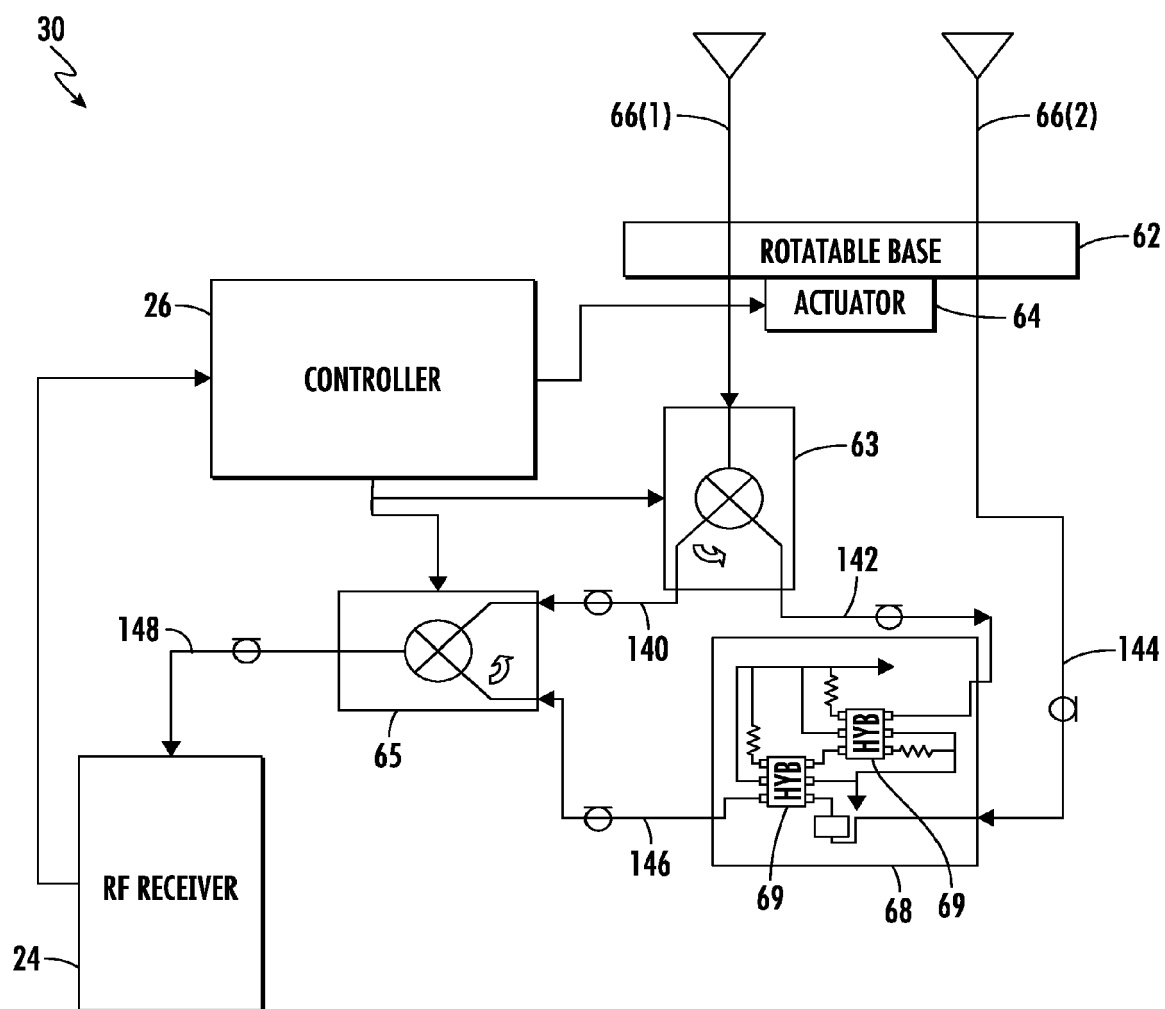 30
66(1)
66(2)
ROTATABLE BASE
62
26
ACTUATOR
64
CONTROLLER
63
142
148
140
144
HYB
65
HYB
146
69
68
69
RF RECEIVER
24